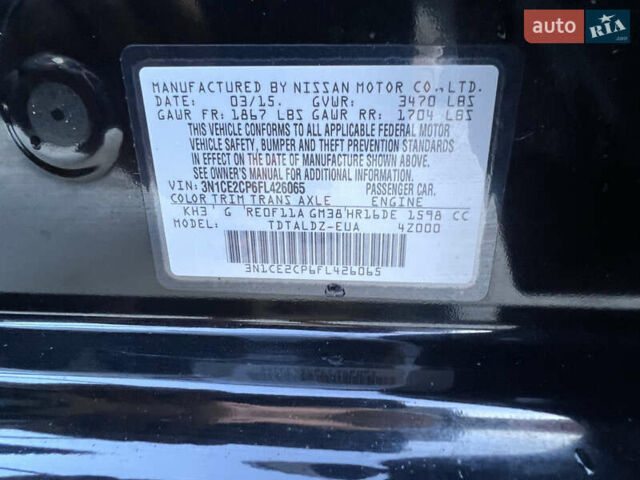 auto RIA .com
MANUFACTURED BY NISSAN MOTOR CO.,LTD.
DATE: 03/15. GVWR: 3470 LBS
GAWR FR: 1867 LBS GAWR RR: 1704 LBS
THIS VEHICLE CONFORMS TO ALL APPLICABLE FEDERAL MOTOR
VEHICLE SAFETY, BUMPER AND THEFT PREVENTION STANDARDS
IN EFFECT ON THE DATE OF MANUFACTURE SHOWN ABOVE.
SEE OWNER'S MANUAL FOR ADDITIONAL INFORMATION.
VIN: 3N1CE2CP6FL426065 PASSENGER CAR.
COLOR TRIM TRANS AXLE ENGINE
KH3 ' G ' RE0F11A GM38'HR16DE 1598 CC
MODEL: TDTALDZ-EUA 4Z000
3N1CE2CP6FL426065